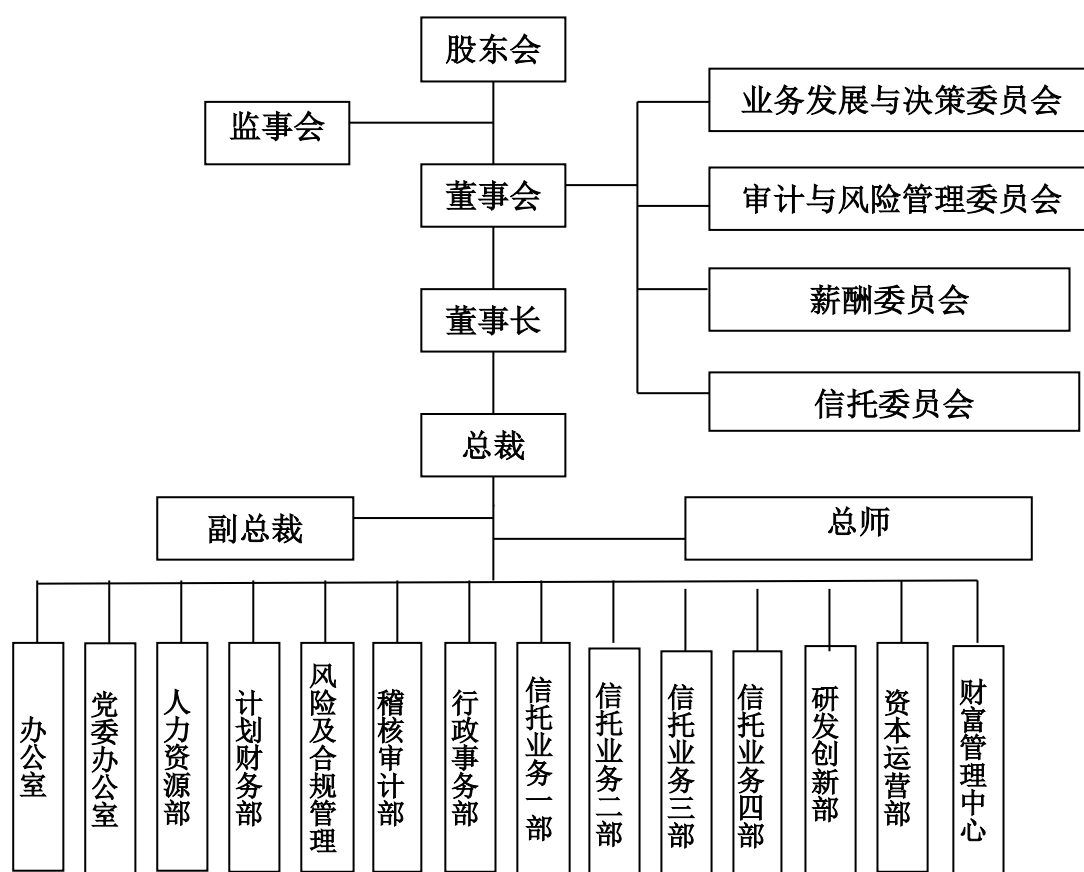 股东会
监事会
业务发展与决策委员会
董事会
审计与风险管理委员会
董事长
薪酬委员会
信托委员会
总裁
副总裁
总师
办公室
党委办公室
人力资源部
计划财务部
风险及合规管理
稽核审计部
行政事务部
信托业务一部
信托业务二部
信托业务三部
信托业务四部
研发创新部
资本运营部
财富管理中心